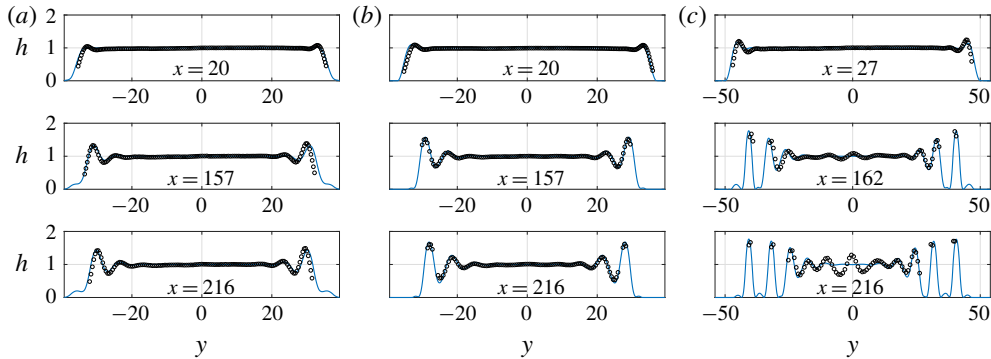 (a) (b) (c)
2 h 1 0 x = 20 x = 20 x = 27
−20 0 20 −20 0 20 −50 0 50
2 h 1 0 x = 157 x = 157 x = 162
−20 0 20 −20 0 20 −50 0 50
2 h 1 0 x = 216 x = 216 x = 216
−20 0 20 −20 0 20 −50 0 50
y y y